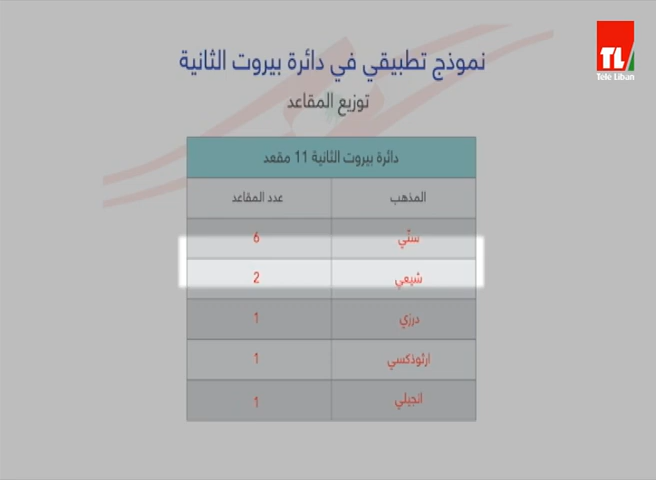 TL
Télé Liban
نموذج تطبيقي في دائرة بيروت الثانية
توزيع المقاعد
دائرة بيروت الثانية 11 مقعد
المذهب عدد المقاعد
سنّي 6
شيعي 2
درزي 1
ارثوذكسي 1
انجيلي 1